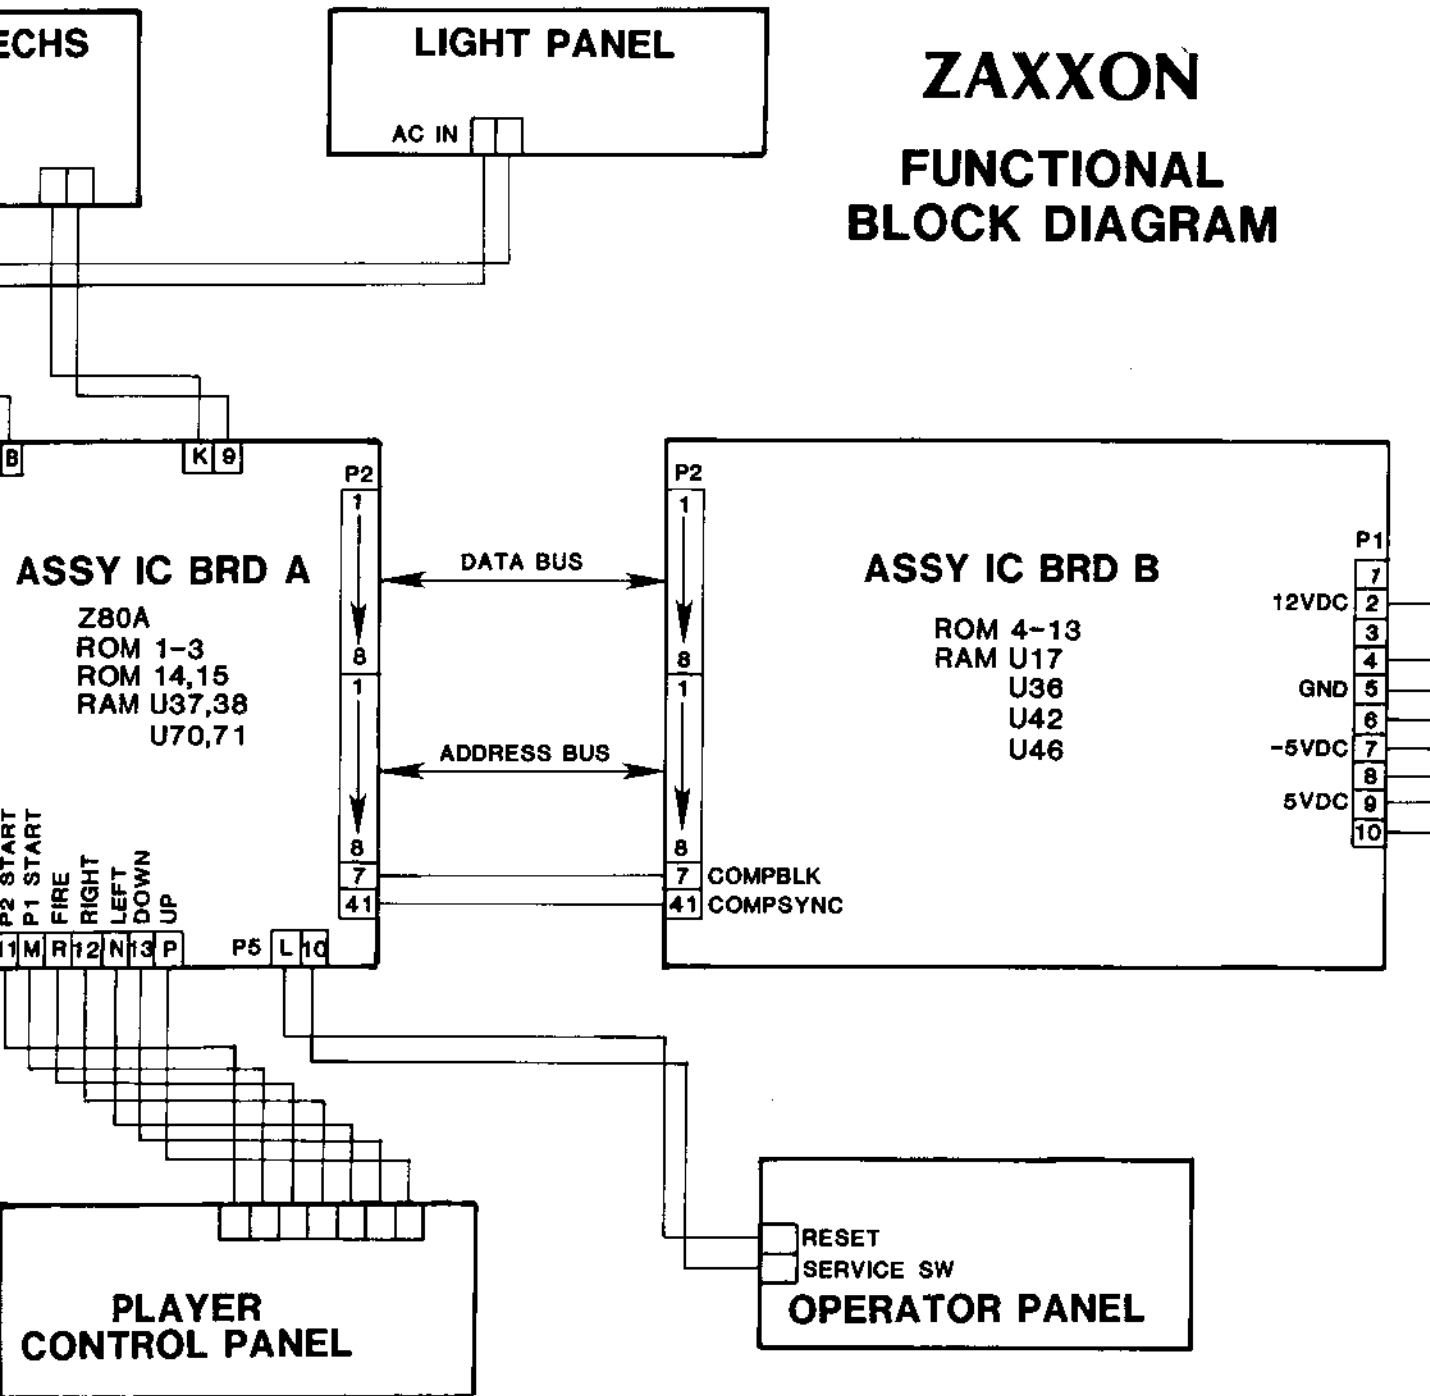 ECHS
LIGHT PANEL
AC IN
ZAXXON
FUNCTIONAL
BLOCK DIAGRAM
B
K 9
P2
1
8
1
8
7
41
ASSY IC BRD A
Z80A
ROM 1-3
ROM 14,15
RAM U37,38
U70,71
DATA BUS
ADDRESS BUS
P2
1
8
1
8
7 COMPBLK
41 COMPSYNC
ASSY IC BRD B
ROM 4-13
RAM U17
U36
U42
U46
P1
1
12VDC 2
3
4
GND 5
6
-5VDC 7
8
5VDC 9
10
P2 START
P1 START
FIRE
RIGHT
LEFT
DOWN
UP
11 M R 12 N 13 P
P5 L 10
PLAYER
CONTROL PANEL
RESET
SERVICE SW
OPERATOR PANEL